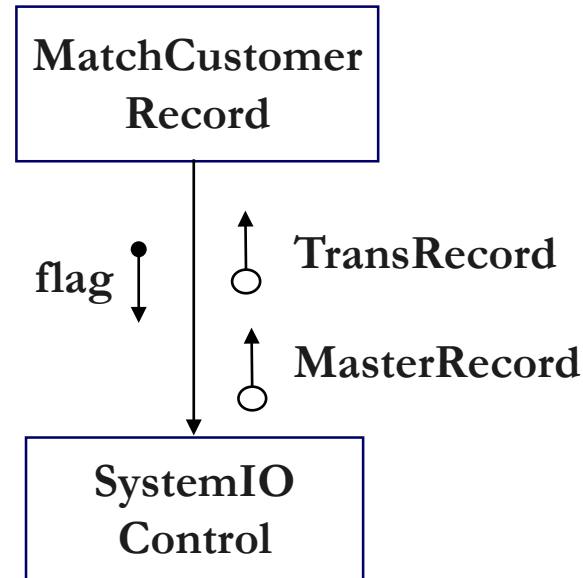 MatchCustomer
Record
flag
TransRecord
MasterRecord
SystemIO
Control